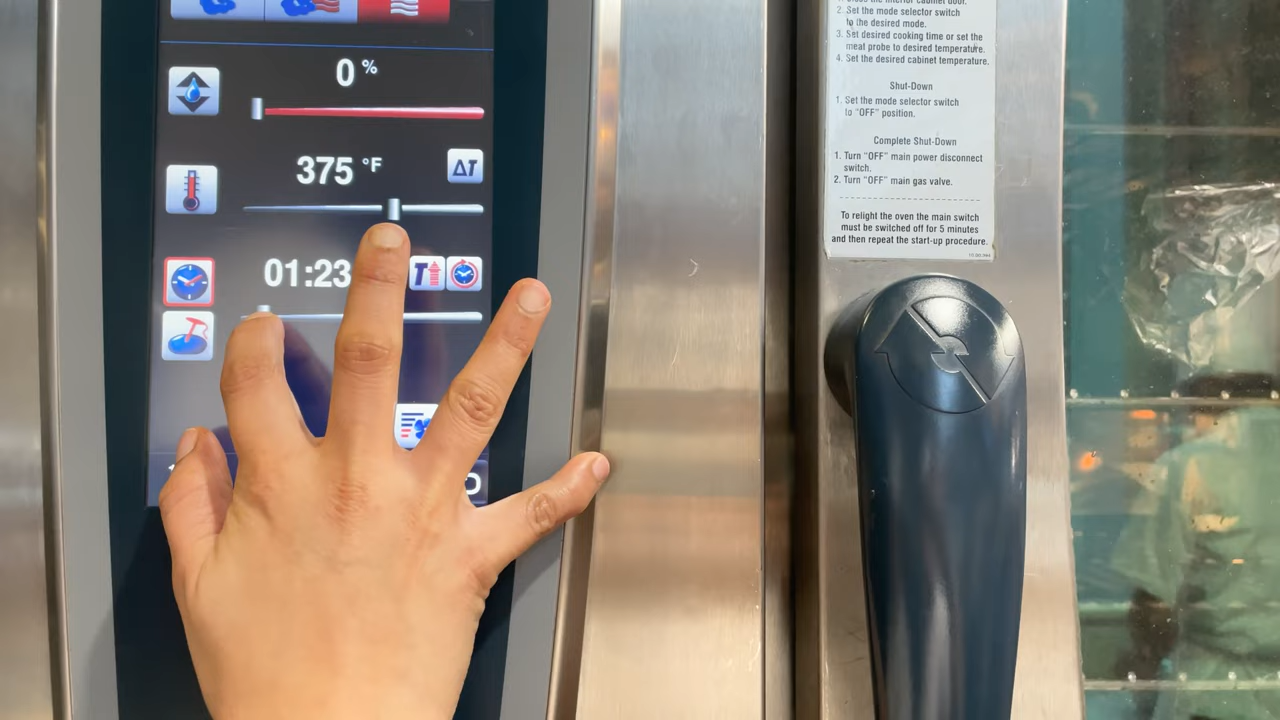 0 %
375 °F
ΔT
01:23
T
2. Set the mode selector switch
to the desired mode.
3. Set desired cooking time or set the
meat probe to desired temperature.
4. Set the desired cabinet temperature.
Shut-Down
1. Set the mode selector switch
to "OFF" position.
Complete Shut-Down
1. Turn "OFF" main power disconnect
switch.
2. Turn "OFF" main gas valve.
To relight the oven the main switch
must be switched off for 5 minutes
and then repeat the start-up procedure.